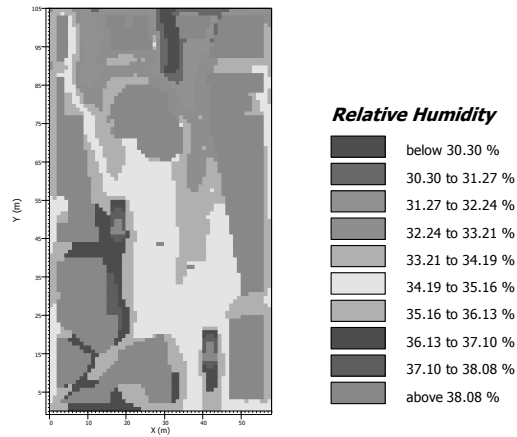 105
95
85
75
65
55
45
35
25
15
5
Y (m)
0
10
20
30
40
50
X (m)
Relative Humidity
below 30.30 %
30.30 to 31.27 %
31.27 to 32.24 %
32.24 to 33.21 %
33.21 to 34.19 %
34.19 to 35.16 %
35.16 to 36.13 %
36.13 to 37.10 %
37.10 to 38.08 %
above 38.08 %